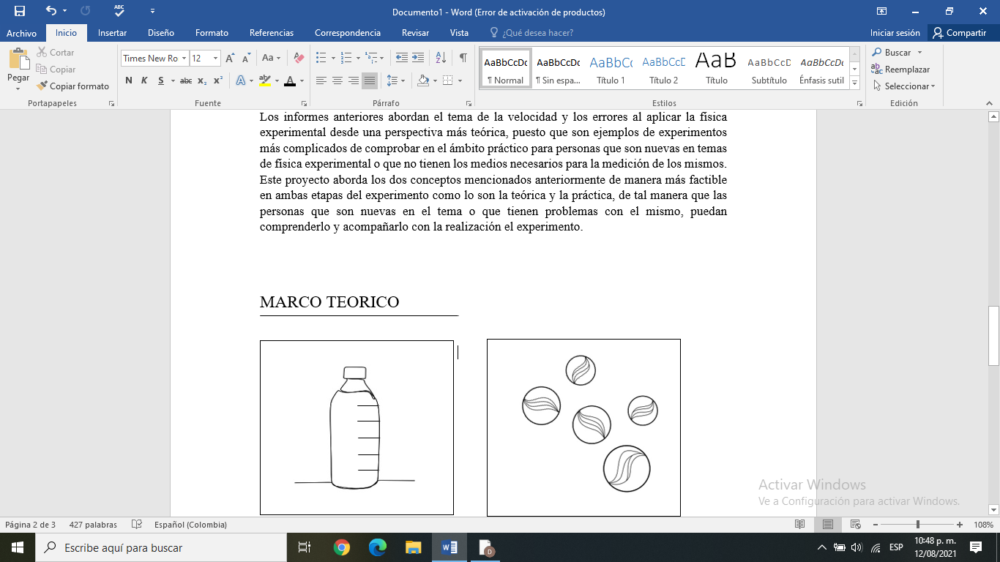 ABC
Documento1 - Word (Error de activación de productos)
Archivo Inicio Insertar Diseño Formato Referencias Correspondencia Revisar Vista ¿Qué desea hacer? Iniciar sesión Compartir
Pegar
Cortar
Copiar
Copiar formato
Portapapeles
Times New Ro 12
N K S abc x₂ x²
Fuente
Párrafo
AaBbCcDc AaBbCcDc AaBbCc AaBbCcD AaB AaBbCcD AaBbCcDc
¶ Normal ¶ Sin espa... Título 1 Título 2 Título Subtítulo Énfasis sutil
Estilos
Buscar
Reemplazar
Seleccionar
Edición
Los informes anteriores abordan el tema de la velocidad y los errores al aplicar la física
experimental desde una perspectiva más teórica, puesto que son ejemplos de experimentos
más complicados de comprobar en el ámbito práctico para personas que son nuevas en temas
de física experimental o que no tienen los medios necesarios para la medición de los mismos.
Este proyecto aborda los dos conceptos mencionados anteriormente de manera más factible
en ambas etapas del experimento como lo son la teórica y la práctica, de tal manera que las
personas que son nuevas en el tema o que tienen problemas con el mismo, puedan
comprenderlo y acompañarlo con la realización el experimento.
MARCO TEORICO
Activar Windows
Ve a Configuración para activar Windows.
Página 2 de 3 427 palabras Español (Colombia) 108%
Escribe aquí para buscar
ESP
10:48 p. m.
12/08/2021